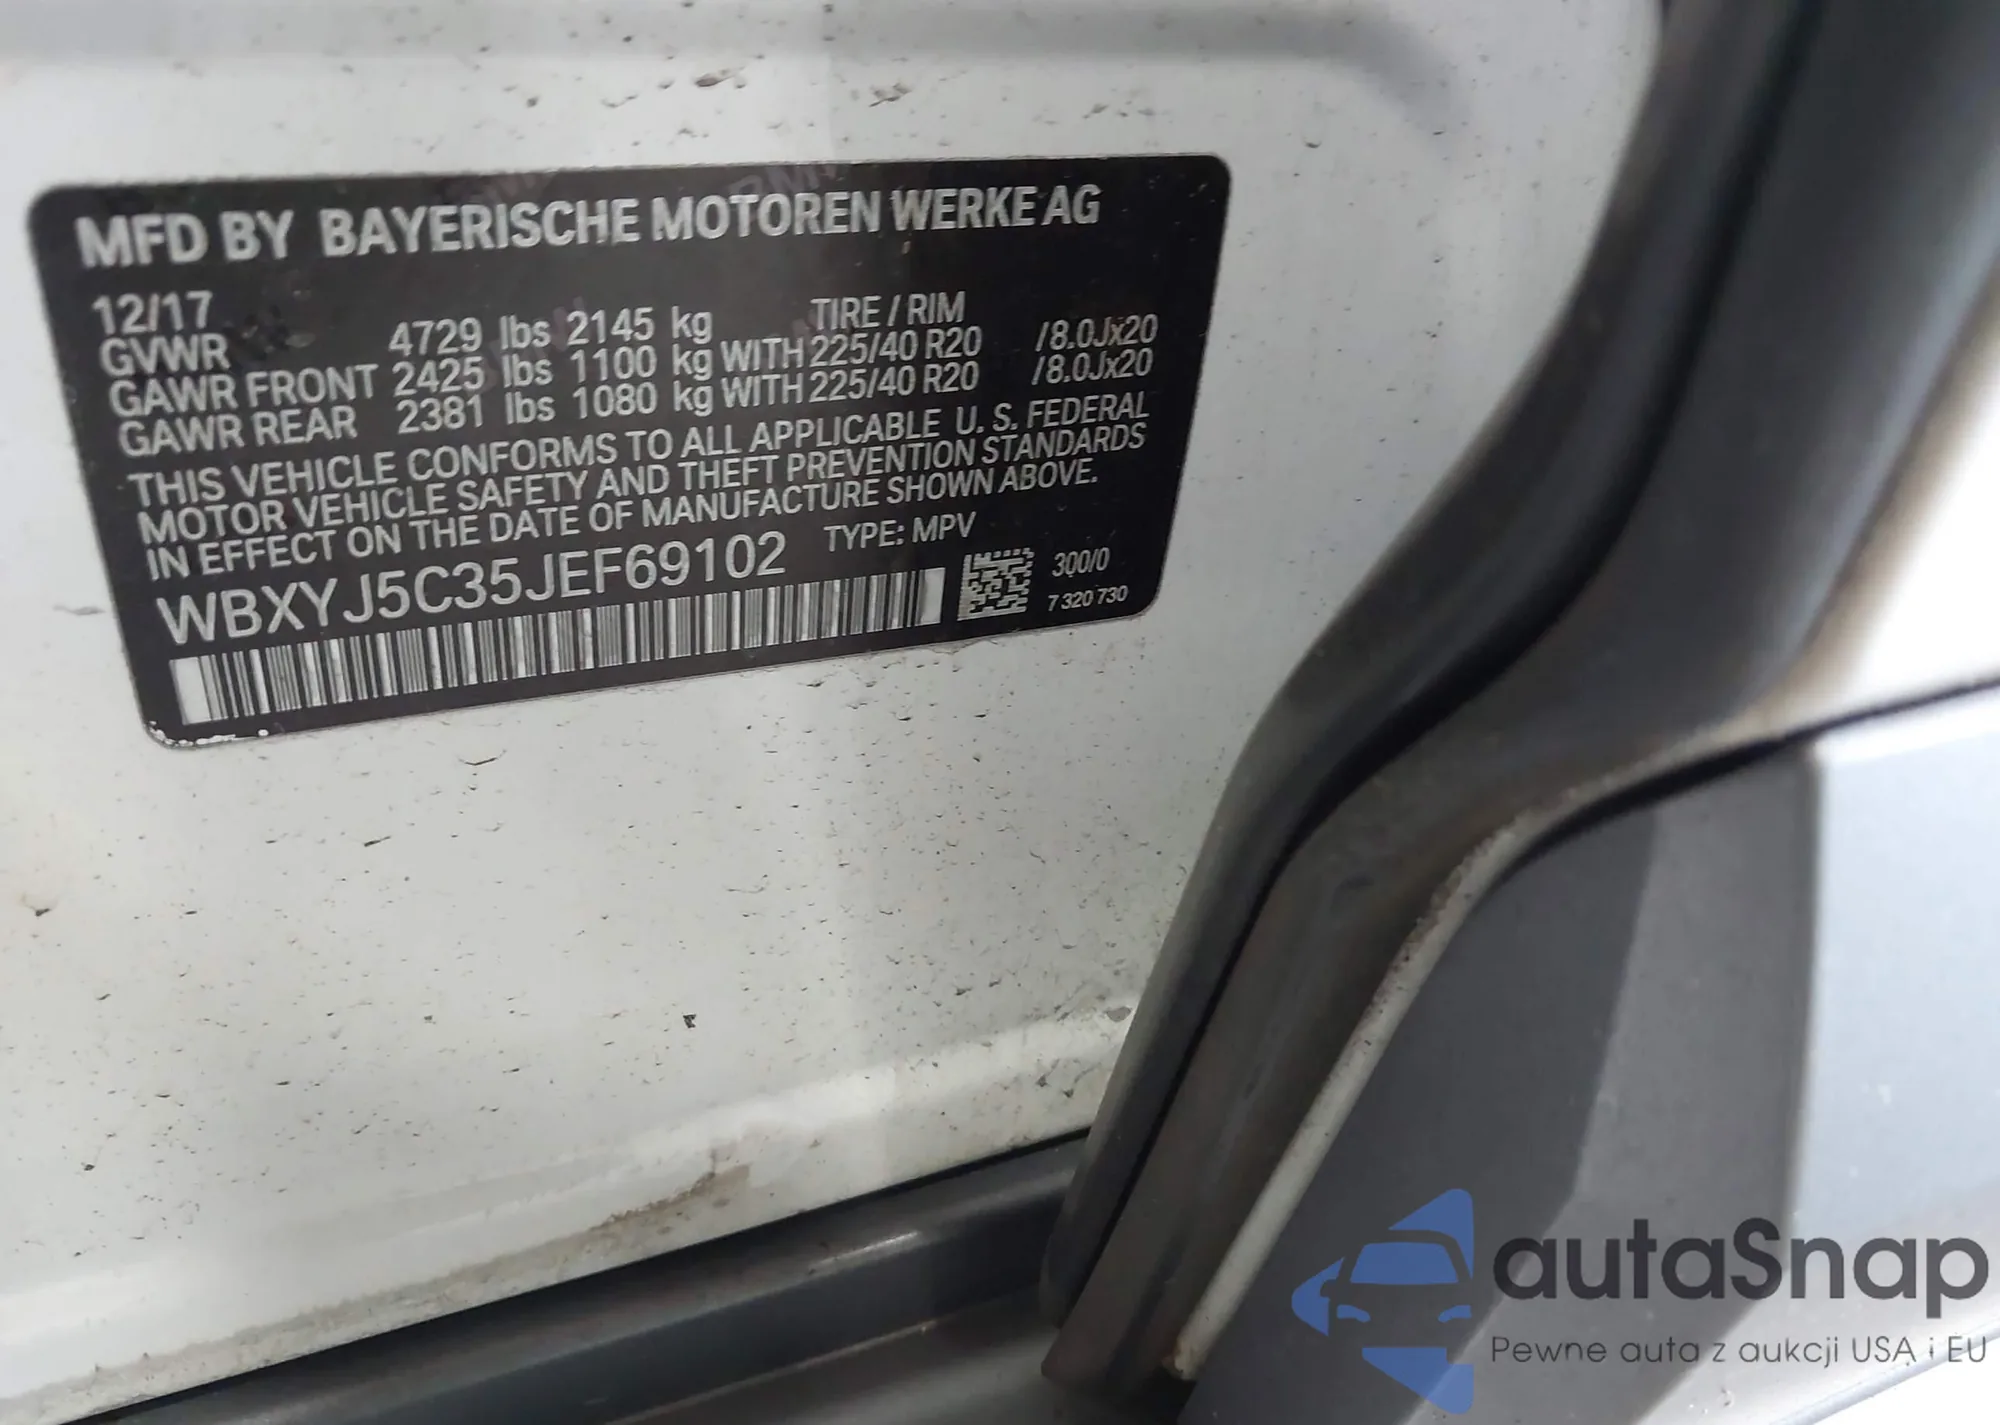 MFD BY BAYERISCHE MOTOREN WERKE AG
12/17 TIRE / RIM
GVWR 4729 lbs 2145 kg
GAWR FRONT 2425 lbs 1100 kg WITH 225/40 R20 /8.0Jx20
GAWR REAR 2381 lbs 1080 kg WITH 225/40 R20 /8.0Jx20
THIS VEHICLE CONFORMS TO ALL APPLICABLE U. S. FEDERAL
MOTOR VEHICLE SAFETY AND THEFT PREVENTION STANDARDS
IN EFFECT ON THE DATE OF MANUFACTURE SHOWN ABOVE.
WBXYJ5C35JEF69102 TYPE: MPV
300/0
7 320 730
autaSnap
Pewne auta z aukcji USA i EU